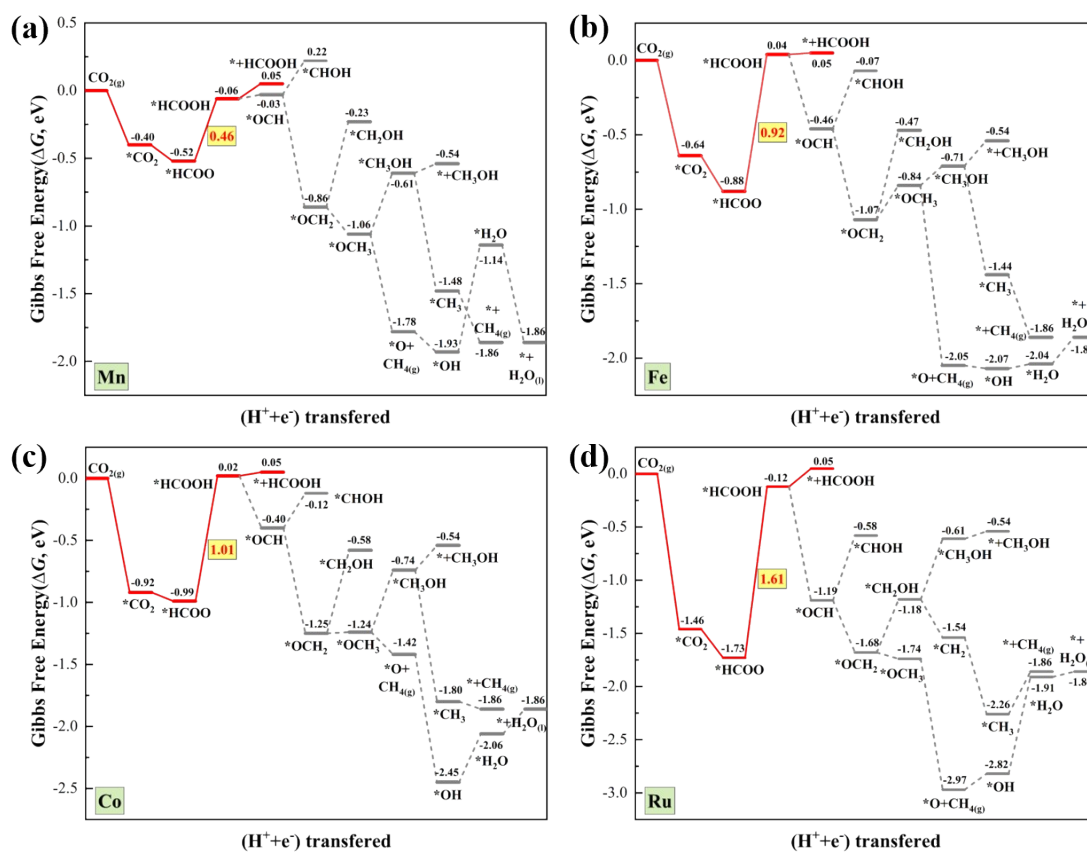 (a)
Gibbs Free Energy(ΔG, eV)
0.5
0.0
-0.5
-1.0
-1.5
-2.0
CO2(g)
-0.40
*CO2
-0.52
*HCOO
0.46
*HCOOH
-0.06
*+HCOOH
0.05
-0.03
*OCH
0.22
*CHOH
-0.86
*OCH2
-0.23
*CH2OH
-1.06
*OCH3
*CH3OH
-0.61
-0.54
*+CH3OH
-1.78
*O+
CH4(g)
-1.93
*OH
-1.48
*CH3
*H2O
-1.14
*+
CH4(g)
-1.86
-1.86
*+
H2O(l)
Mn
(H+ + e-) transfered
(b)
Gibbs Free Energy(ΔG, eV)
0.0
-0.5
-1.0
-1.5
-2.0
CO2(g)
-0.64
*CO2
-0.88
*HCOO
0.92
*HCOOH
0.04
*+HCOOH
0.05
-0.46
*OCH
-0.07
*CHOH
-1.07
*OCH2
-0.47
*CH2OH
-0.84
*OCH3
-0.71
*CH3OH
-0.54
*+CH3OH
-1.44
*CH3
*+CH4(g)
-1.86
-2.05
*O+CH4(g)
-2.07
*OH
-2.04
*H2O
*+
Fe
(H+ + e-) transfered
(c)
Gibbs Free Energy(ΔG, eV)
0.0
-0.5
-1.0
-1.5
-2.0
-2.5
CO2(g)
-0.92
*CO2
-0.99
*HCOO
1.01
*HCOOH
0.02
0.05
*+HCOOH
-0.40
*OCH
-0.12
*CHOH
-1.25
*OCH2
-0.58
*CH2OH
-1.24
*OCH3
-0.74
*CH3OH
-0.54
*+CH3OH
-1.42
*O+
CH4(g)
-1.80
*CH3
*+CH4(g)
-1.86
-1.86
*+H2O(l)
-2.06
*H2O
-2.45
*OH
Co
(H+ + e-) transfered
(d)
Gibbs Free Energy(ΔG, eV)
0.0
-0.5
-1.0
-1.5
-2.0
-2.5
-3.0
CO2(g)
-1.46
*CO2
-1.73
*HCOO
1.61
*HCOOH
-0.12
0.05
*+HCOOH
-1.19
*OCH
-0.58
*CHOH
-1.68
*OCH2
*CH2OH
-1.18
-1.74
*OCH3
-0.61
*CH3OH
-0.54
*+CH3OH
-1.54
*CH2
-2.26
*CH3
*+CH4(g)
-1.86
-1.91
*H2O
*+
-2.97
*O+CH4(g)
-2.82
*OH
Ru
(H+ + e-) transfered